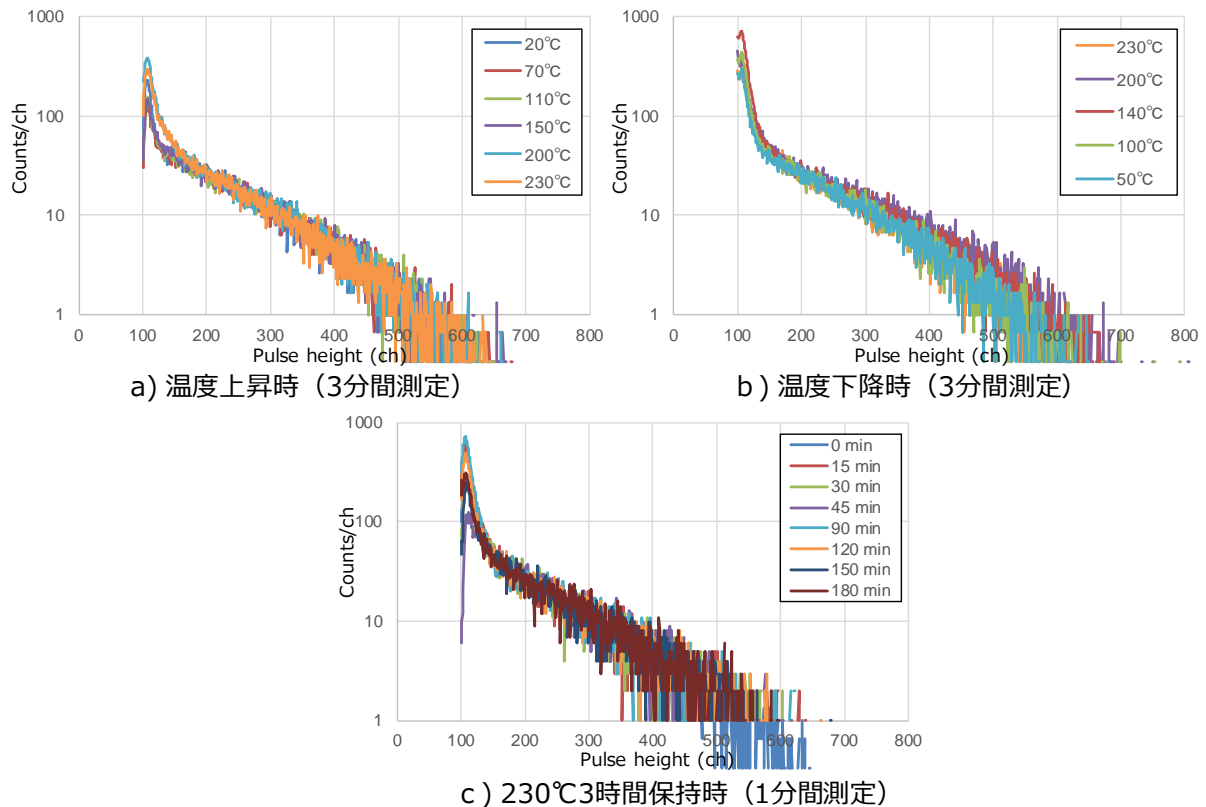 1000
100
10
1
Counts/ch
0 100 200 300 400 500 600 700 800
Pulse height (ch)
20℃
70℃
110℃
150℃
200℃
230℃
a) 温度上昇時（3分間測定）
1000
100
10
1
Counts/ch
0 100 200 300 400 500 600 700 800
Pulse height (ch)
230℃
200℃
140℃
100℃
50℃
b) 温度下降時（3分間測定）
1000
100
10
1
Counts/ch
0 100 200 300 400 500 600 700 800
Pulse height (ch)
0 min
15 min
30 min
45 min
90 min
120 min
150 min
180 min
c) 230℃3時間保持時（1分間測定）